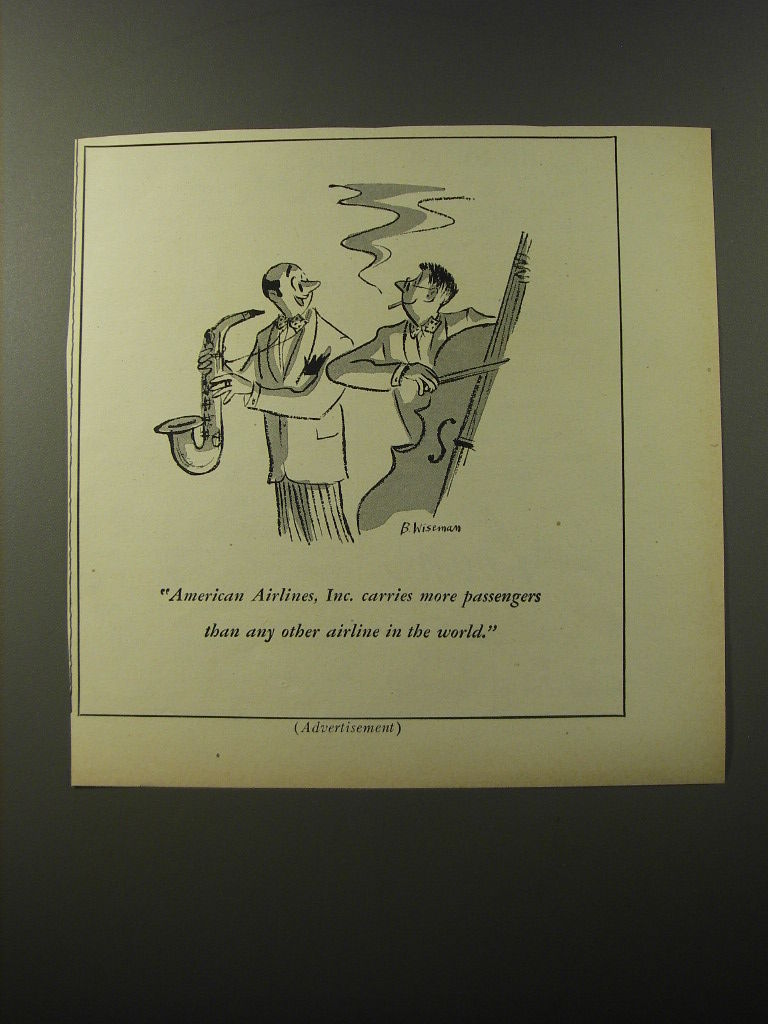 B. Wiseman
"American Airlines, Inc. carries more passengers
than any other airline in the world."
(Advertisement)